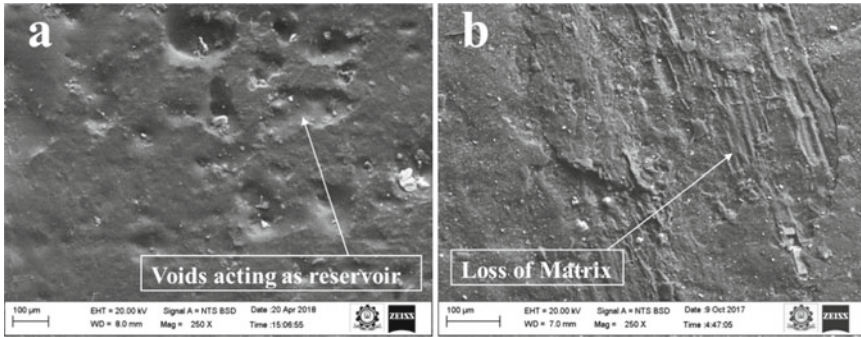 a
Voids acting as reservoir
100 µm
EHT = 20.00 kV
Signal A = NTS BSD
Date :20 Apr 2018
WD = 8.0 mm
Mag = 250 X
Time :15:06:55
ZEISS
b
Loss of Matrix
100 µm
EHT = 20.00 kV
Signal A = NTS BSD
Date :9 Oct 2017
WD = 7.0 mm
Mag = 250 X
Time :4:47:05
ZEISS